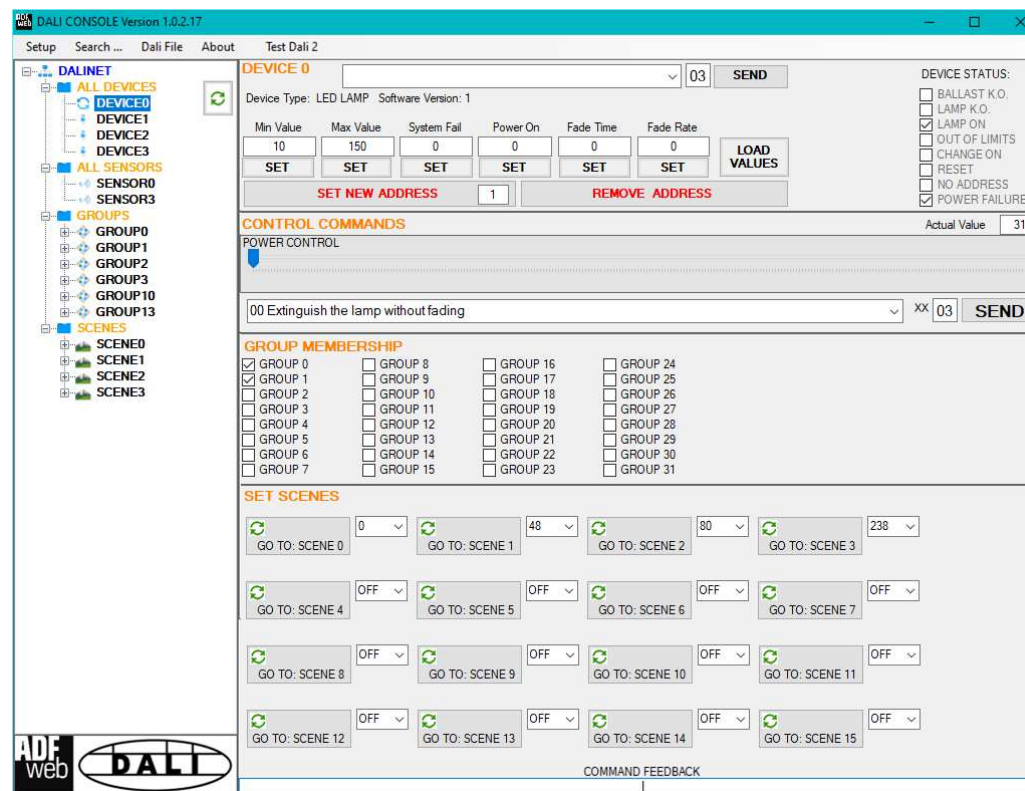 DALI CONSOLE Version 1.0.2.17
Setup Search ... Dali File About Test Dali 2
DALINET
ALL DEVICES
DEVICE0
DEVICE1
DEVICE2
DEVICE3
ALL SENSORS
SENSOR0
SENSOR3
GROUPS
GROUP0
GROUP1
GROUP2
GROUP3
GROUP10
GROUP13
SCENES
SCENE0
SCENE1
SCENE2
SCENE3
ADF
web
DALI
DEVICE 0
03 SEND
Device Type: LED LAMP Software Version: 1
Min Value Max Value System Fail Power On Fade Time Fade Rate
10 150 0 0 0 0
SET SET SET SET SET SET
LOAD
VALUES
SET NEW ADDRESS 1 REMOVE ADDRESS
DEVICE STATUS:
BALLAST K.O.
LAMP K.O.
LAMP ON
OUT OF LIMITS
CHANGE ON
RESET
NO ADDRESS
POWER FAILURE
CONTROL COMMANDS
Actual Value 31
POWER CONTROL
00 Extinguish the lamp without fading XX 03 SEND
GROUP MEMBERSHIP
GROUP 0 GROUP 8 GROUP 16 GROUP 24
GROUP 1 GROUP 9 GROUP 17 GROUP 25
GROUP 2 GROUP 10 GROUP 18 GROUP 26
GROUP 3 GROUP 11 GROUP 19 GROUP 27
GROUP 4 GROUP 12 GROUP 20 GROUP 28
GROUP 5 GROUP 13 GROUP 21 GROUP 29
GROUP 6 GROUP 14 GROUP 22 GROUP 30
GROUP 7 GROUP 15 GROUP 23 GROUP 31
SET SCENES
0 48 80 238
GO TO: SCENE 0 GO TO: SCENE 1 GO TO: SCENE 2 GO TO: SCENE 3
OFF OFF OFF OFF
GO TO: SCENE 4 GO TO: SCENE 5 GO TO: SCENE 6 GO TO: SCENE 7
OFF OFF OFF OFF
GO TO: SCENE 8 GO TO: SCENE 9 GO TO: SCENE 10 GO TO: SCENE 11
OFF OFF OFF OFF
GO TO: SCENE 12 GO TO: SCENE 13 GO TO: SCENE 14 GO TO: SCENE 15
COMMAND FEEDBACK